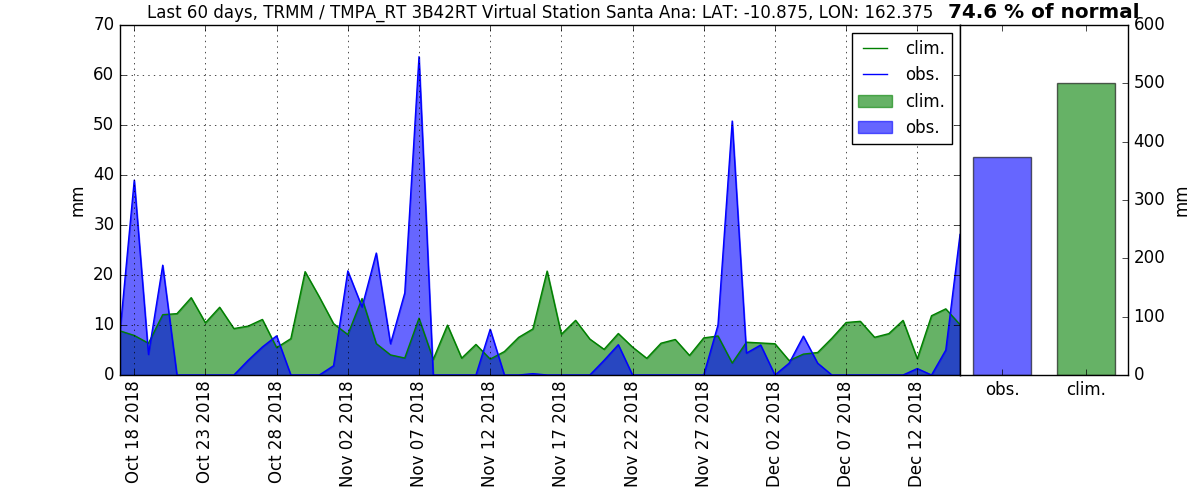 Last 60 days, TRMM / TMPA_RT 3B42RT Virtual Station Santa Ana: LAT: -10.875, LON: 162.375
74.6 % of normal
70
60
50
40
30
20
10
0
mm
clim.
obs.
clim.
obs.
Oct 18 2018
Oct 23 2018
Oct 28 2018
Nov 02 2018
Nov 07 2018
Nov 12 2018
Nov 17 2018
Nov 22 2018
Nov 27 2018
Dec 02 2018
Dec 07 2018
Dec 12 2018
600
500
400
300
200
100
0
mm
obs.
clim.